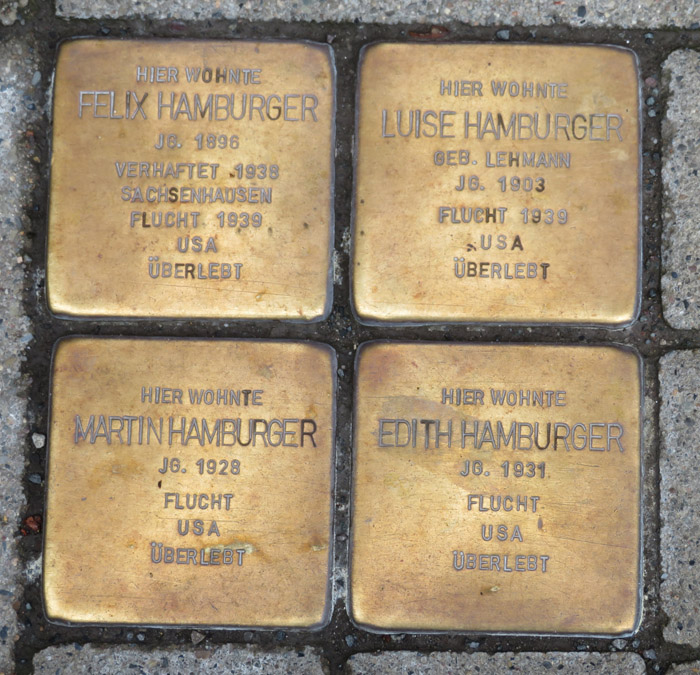 HIER WOHNTE
FELIX HAMBURGER
JG. 1896
VERHAFTET 1938
SACHSENHAUSEN
FLUCHT 1939
USA
ÜBERLEBT
HIER WOHNTE
LUISE HAMBURGER
GEB. LEHMANN
JG. 1903
FLUCHT 1939
USA
ÜBERLEBT
HIER WOHNTE
MARTIN HAMBURGER
JG. 1928
FLUCHT
USA
ÜBERLEBT
HIER WOHNTE
EDITH HAMBURGER
JG. 1931
FLUCHT
USA
ÜBERLEBT